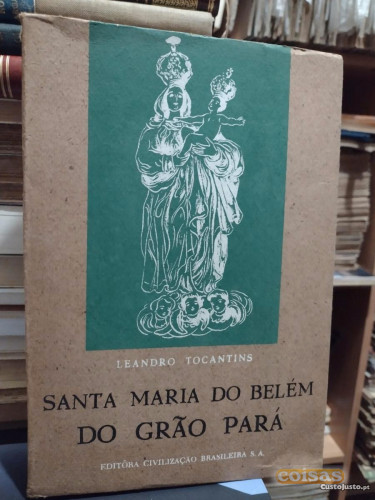 LEANDRO TOCANTINS
SANTA MARIA DO BELÉM
DO GRÃO PARÁ
EDITÔRA CIVILIZAÇÃO BRASILEIRA S. A.
coisas
CustoJusto.pt